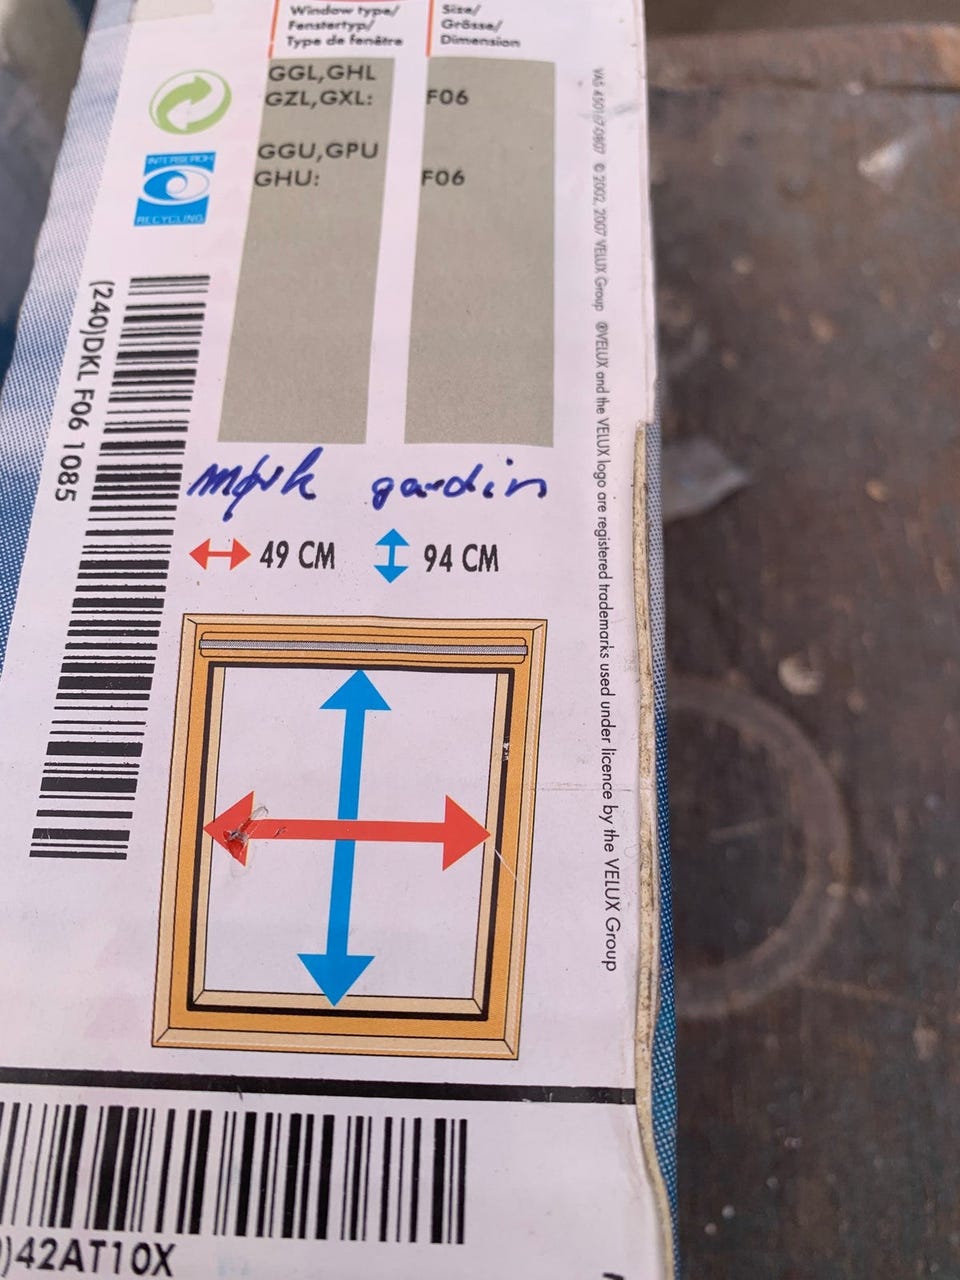 Window type/
Fenstertyp/
Type de fenêtre
Size/
Grösse/
Dimension
GGL,GHL
GZL,GXL:
F06
GGU,GPU
GHU:
F06
INTERSEROH
RECYCLING
(240)DKL F06 1085
mørk gardin
49 CM
94 CM
© 2002, 2007 VELUX Group ®VELUX and the VELUX logo are registered trademarks used under licence by the VELUX Group
)42AT10X